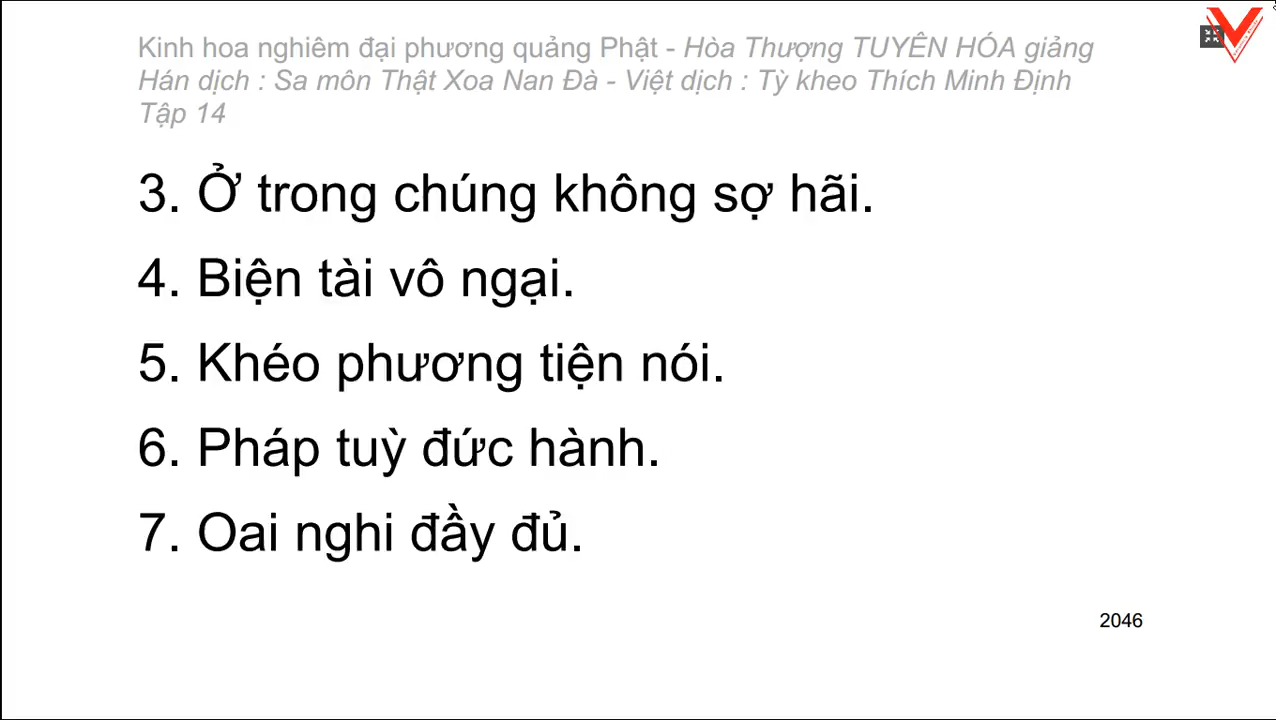 Kinh hoa nghiêm đại phương quảng Phật - Hòa Thượng TUYÊN HÓA giảng
Hán dịch : Sa môn Thật Xoa Nan Đà - Việt dịch : Tỳ kheo Thích Minh Định
Tập 14
3. Ở trong chúng không sợ hãi.
4. Biện tài vô ngại.
5. Khéo phương tiện nói.
6. Pháp tuỳ đức hành.
7. Oai nghi đầy đủ.
2046